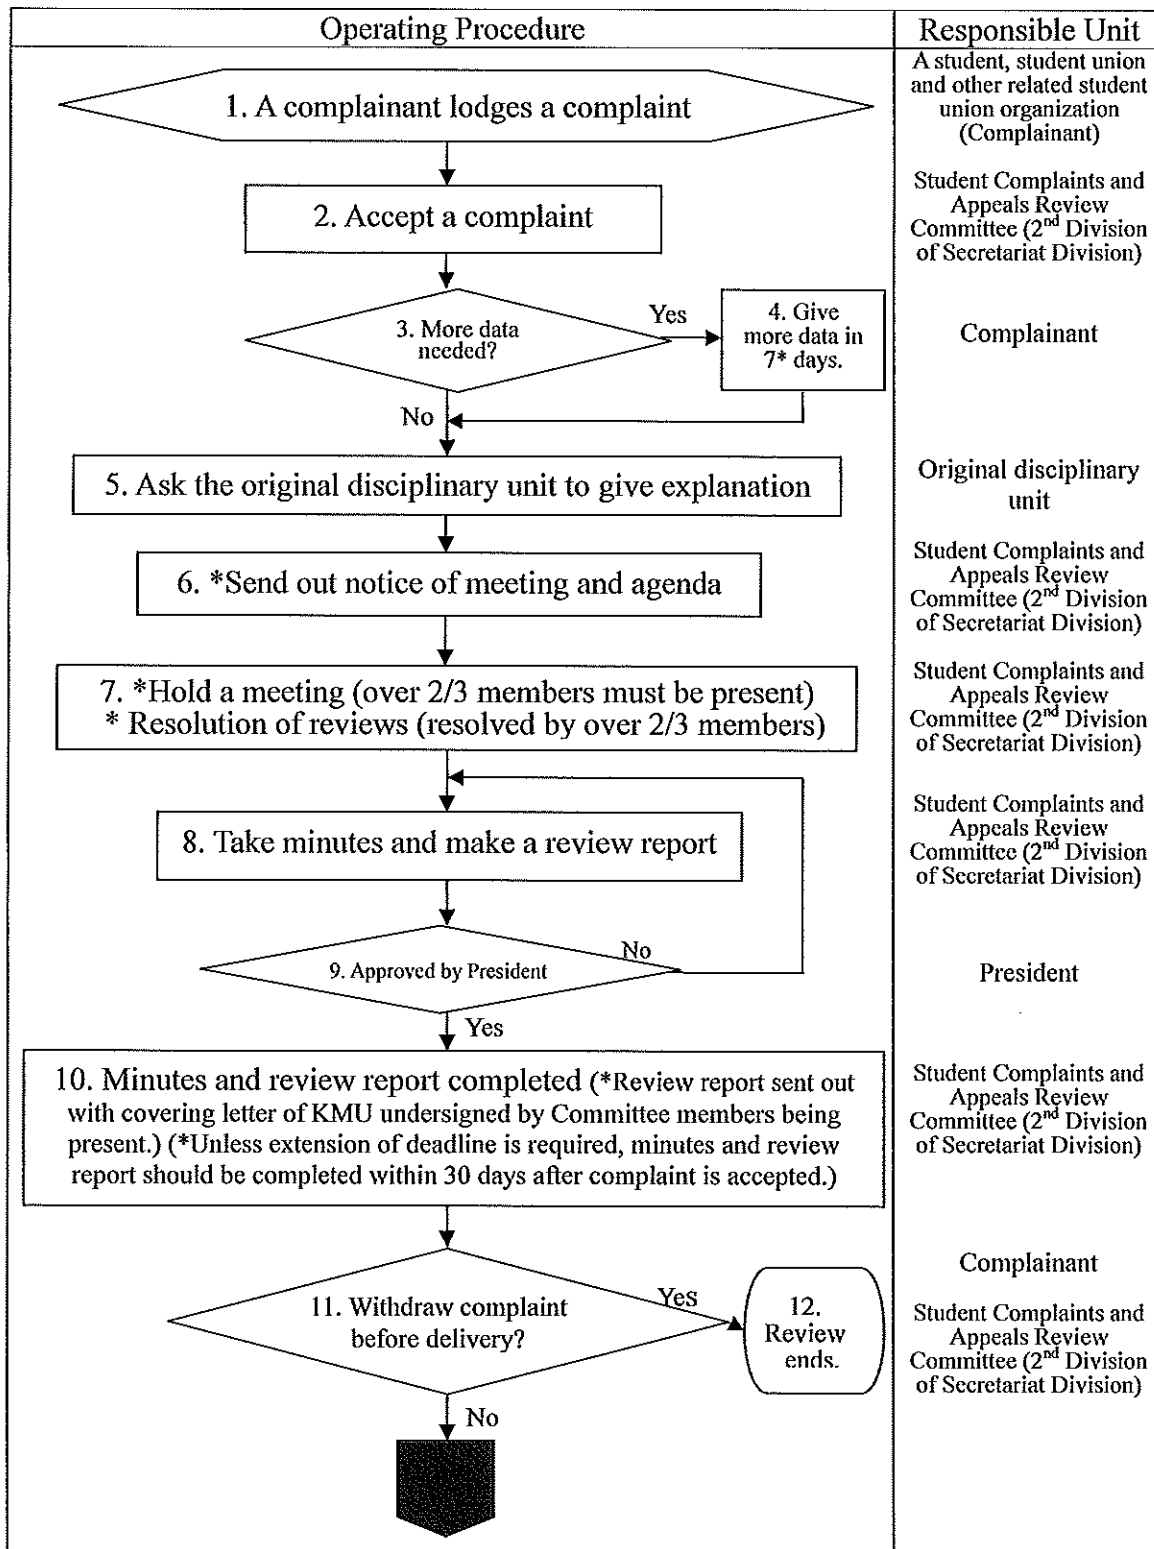 Operating Procedure
Responsible Unit
1. A complainant lodges a complaint
A student, student union
and other related student
union organization
(Complainant)
2. Accept a complaint
Student Complaints and
Appeals Review
Committee (2nd Division
of Secretariat Division)
3. More data
needed?
Yes
4. Give
more data in
7* days.
Complainant
No
5. Ask the original disciplinary unit to give explanation
Original disciplinary
unit
6. *Send out notice of meeting and agenda
Student Complaints and
Appeals Review
Committee (2nd Division
of Secretariat Division)
7. *Hold a meeting (over 2/3 members must be present)
* Resolution of reviews (resolved by over 2/3 members)
Student Complaints and
Appeals Review
Committee (2nd Division
of Secretariat Division)
8. Take minutes and make a review report
Student Complaints and
Appeals Review
Committee (2nd Division
of Secretariat Division)
9. Approved by President
No
President
Yes
10. Minutes and review report completed (*Review report sent out
with covering letter of KMU undersigned by Committee members being
present.) (*Unless extension of deadline is required, minutes and review
report should be completed within 30 days after complaint is accepted.)
Student Complaints and
Appeals Review
Committee (2nd Division
of Secretariat Division)
11. Withdraw complaint
before delivery?
Yes
12.
Review
ends.
Complainant
Student Complaints and
Appeals Review
Committee (2nd Division
of Secretariat Division)
No